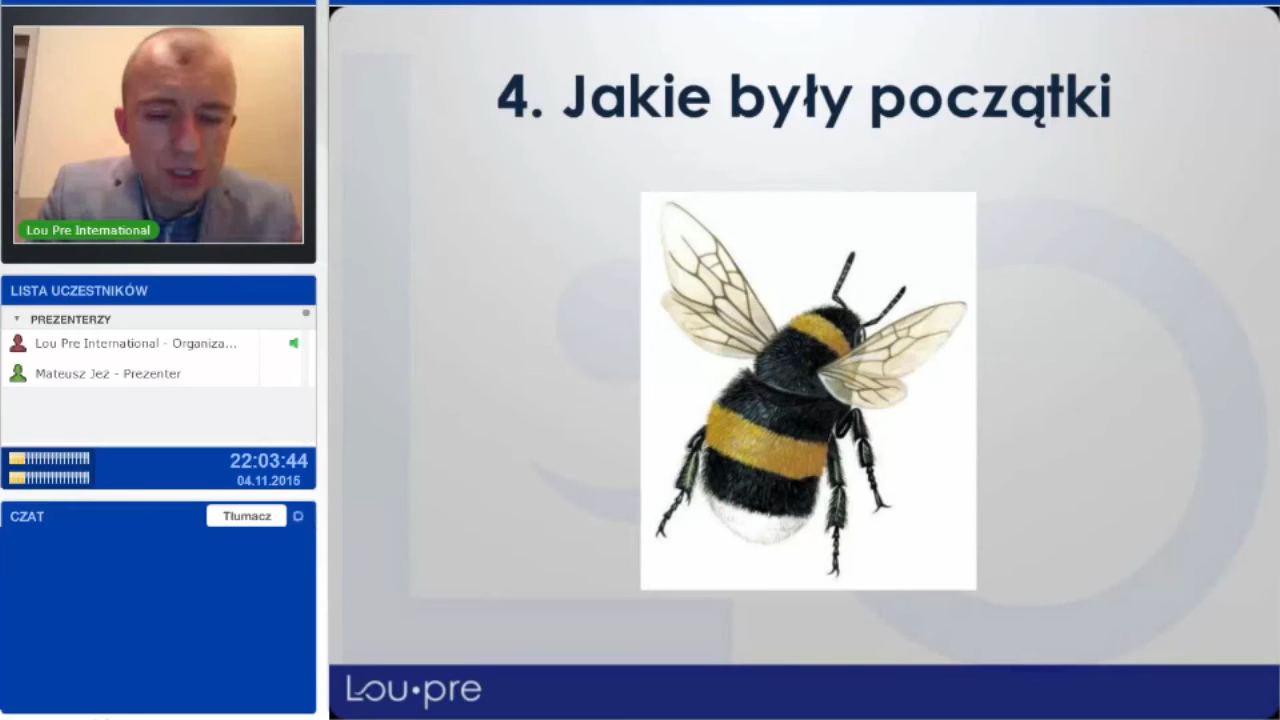 Lou Pre International
LISTA UCZESTNIKÓW
PREZENTERZY
Lou Pre International - Organiza...
Mateusz Jeż - Prezenter
22:03:44
04.11.2015
CZAT
Tłumacz
4. Jakie były początki
Lou•pre